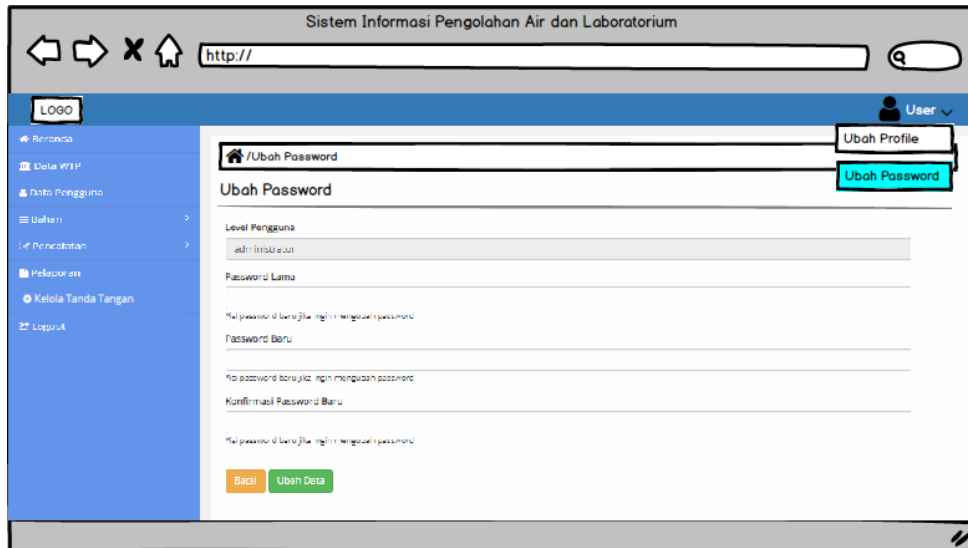 Sistem Informasi Pengolahan Air dan Laboratorium
http://
LOGO
User
Beranda
Ubah Profile
/Ubah Password
Data WTP
Ubah Password
Data Pengguna
Ubah Password
Bahan
Level Pengguna
administrator
Pencatatan
Pelaporan
Password Lama
Kelola Tanda Tangan
*isi password baru jika ingin mengubah password
Logout
Password Baru
*isi password baru jika ingin mengubah password
Konfirmasi Password Baru
*isi password baru jika ingin mengubah password
Batal
Ubah Data